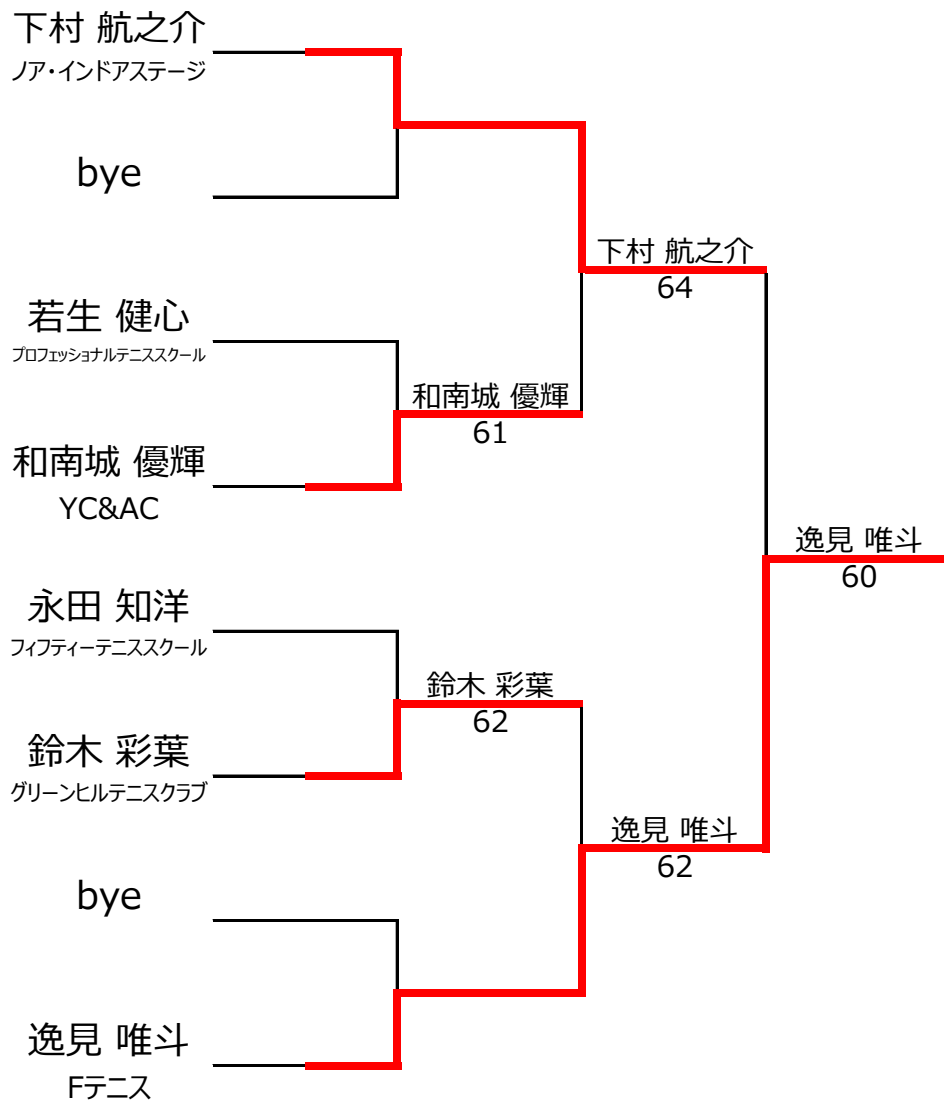 下村 航之介
ノア・インドアステージ
bye
若生 健心
プロフェッショナルテニススクール
和南城 優輝
YC&AC
永田 知洋
フィフティーテニススクール
鈴木 彩葉
グリーンヒルテニスクラブ
bye
逸見 唯斗
Fテニス
和南城 優輝
61
鈴木 彩葉
62
下村 航之介
64
逸見 唯斗
62
逸見 唯斗
60